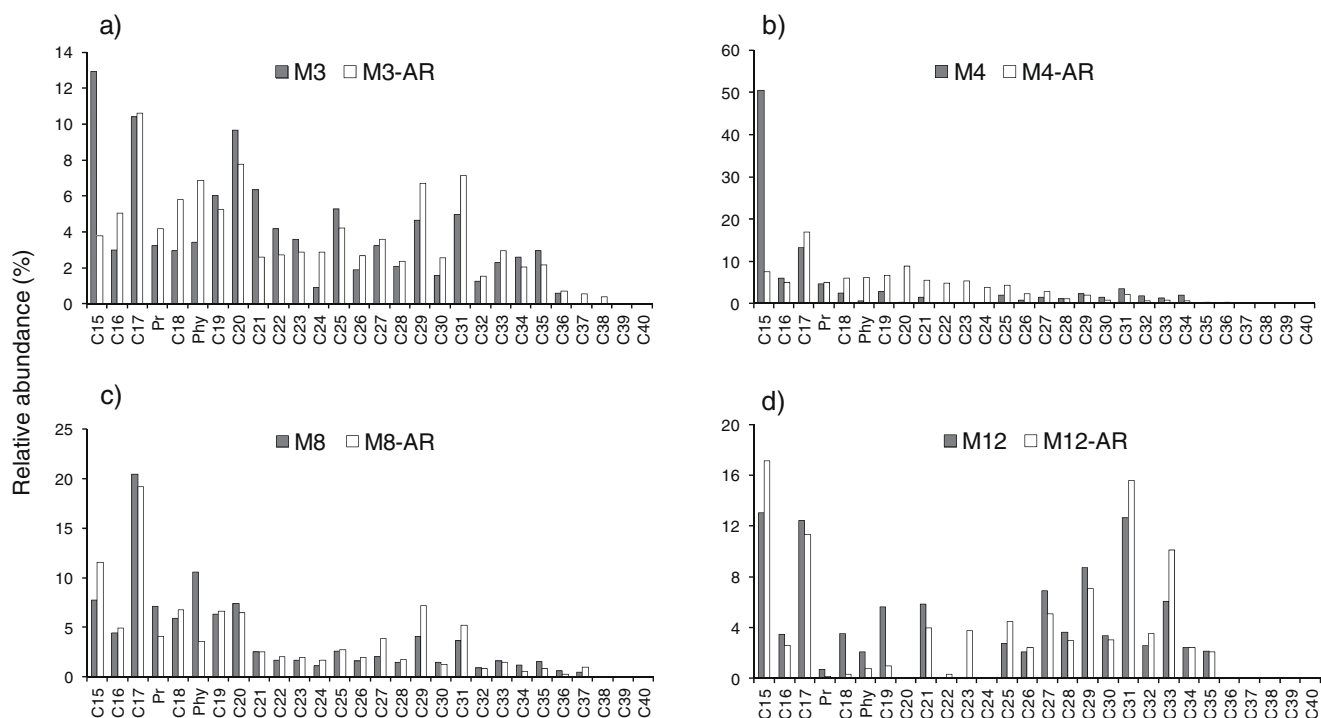 Relative abundance (%)
a)
M3 M3-AR
14
12
10
8
6
4
2
0
C15 C16 C17 Pr C18 Phy C19 C20 C21 C22 C23 C24 C25 C26 C27 C28 C29 C30 C31 C32 C33 C34 C35 C36 C37 C38 C39 C40
b)
M4 M4-AR
60
50
40
30
20
10
0
C15 C16 C17 Pr C18 Phy C19 C20 C21 C22 C23 C24 C25 C26 C27 C28 C29 C30 C31 C32 C33 C34 C35 C36 C37 C38 C39 C40
c)
M8 M8-AR
25
20
15
10
5
0
C15 C16 C17 Pr C18 Phy C19 C20 C21 C22 C23 C24 C25 C26 C27 C28 C29 C30 C31 C32 C33 C34 C35 C36 C37 C38 C39 C40
d)
M12 M12-AR
20
16
12
8
4
0
C15 C16 C17 Pr C18 Phy C19 C20 C21 C22 C23 C24 C25 C26 C27 C28 C29 C30 C31 C32 C33 C34 C35 C36 C37 C38 C39 C40